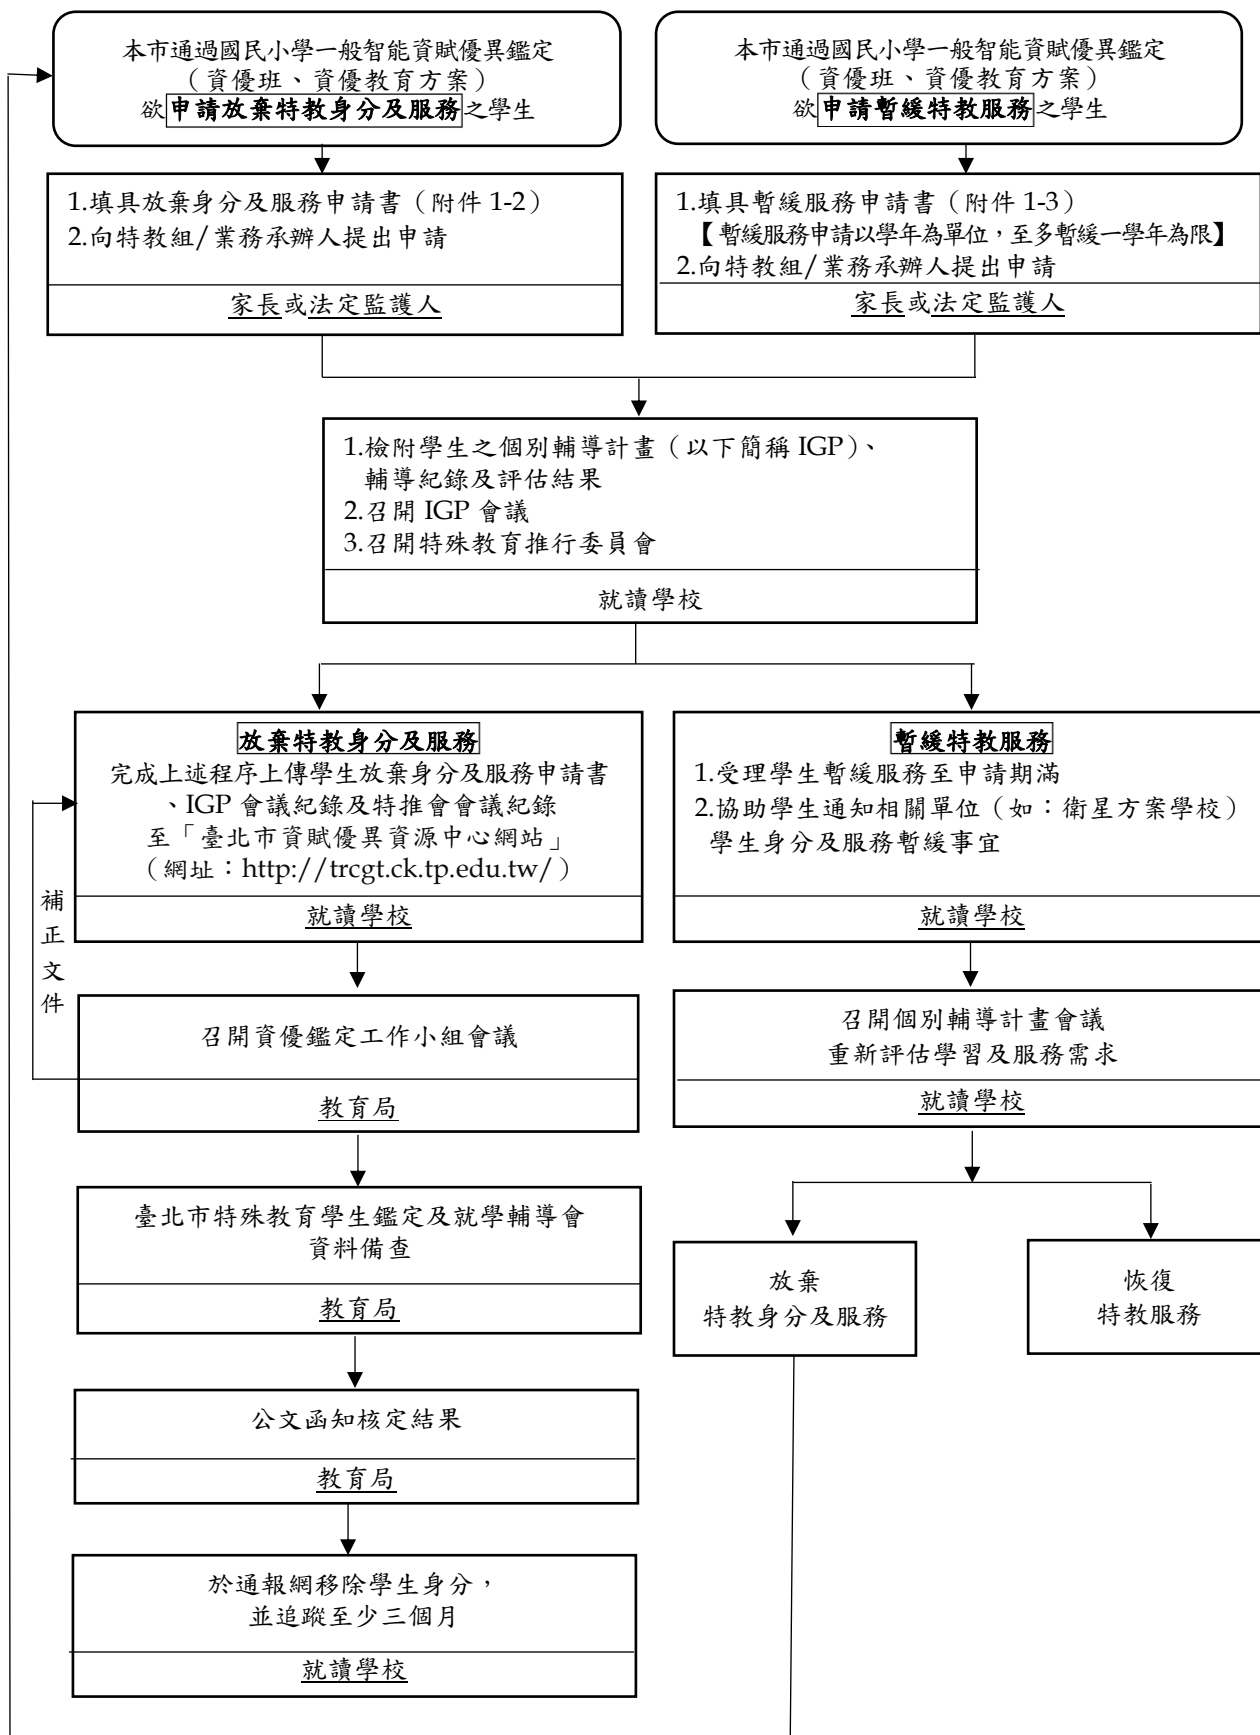 本市通過國民小學一般智能資賦優異鑑定
（資優班、資優教育方案）
欲申請放棄特教身分及服務之學生
本市通過國民小學一般智能資賦優異鑑定
（資優班、資優教育方案）
欲申請暫緩特教服務之學生
1.填具放棄身分及服務申請書（附件 1-2）
2.向特教組/業務承辦人提出申請
家長或法定監護人
1.填具暫緩服務申請書（附件 1-3）
【暫緩服務申請以學年為單位，至多暫緩一學年為限】
2.向特教組/業務承辦人提出申請
家長或法定監護人
1.檢附學生之個別輔導計畫（以下簡稱 IGP）、
輔導紀錄及評估結果
2.召開 IGP 會議
3.召開特殊教育推行委員會
就讀學校
放棄特教身分及服務
完成上述程序上傳學生放棄身分及服務申請書
、IGP 會議紀錄及特推會會議紀錄
至「臺北市資賦優異資源中心網站」
（網址：http://trcgt.ck.tp.edu.tw/）
就讀學校
暫緩特教服務
1.受理學生暫緩服務至申請期滿
2.協助學生通知相關單位（如：衛星方案學校）
學生身分及服務暫緩事宜
就讀學校
補
正
文
件
召開資優鑑定工作小組會議
教育局
召開個別輔導計畫會議
重新評估學習及服務需求
就讀學校
臺北市特殊教育學生鑑定及就學輔導會
資料備查
教育局
放棄
特教身分及服務
恢復
特教服務
公文函知核定結果
教育局
於通報網移除學生身分，
並追蹤至少三個月
就讀學校